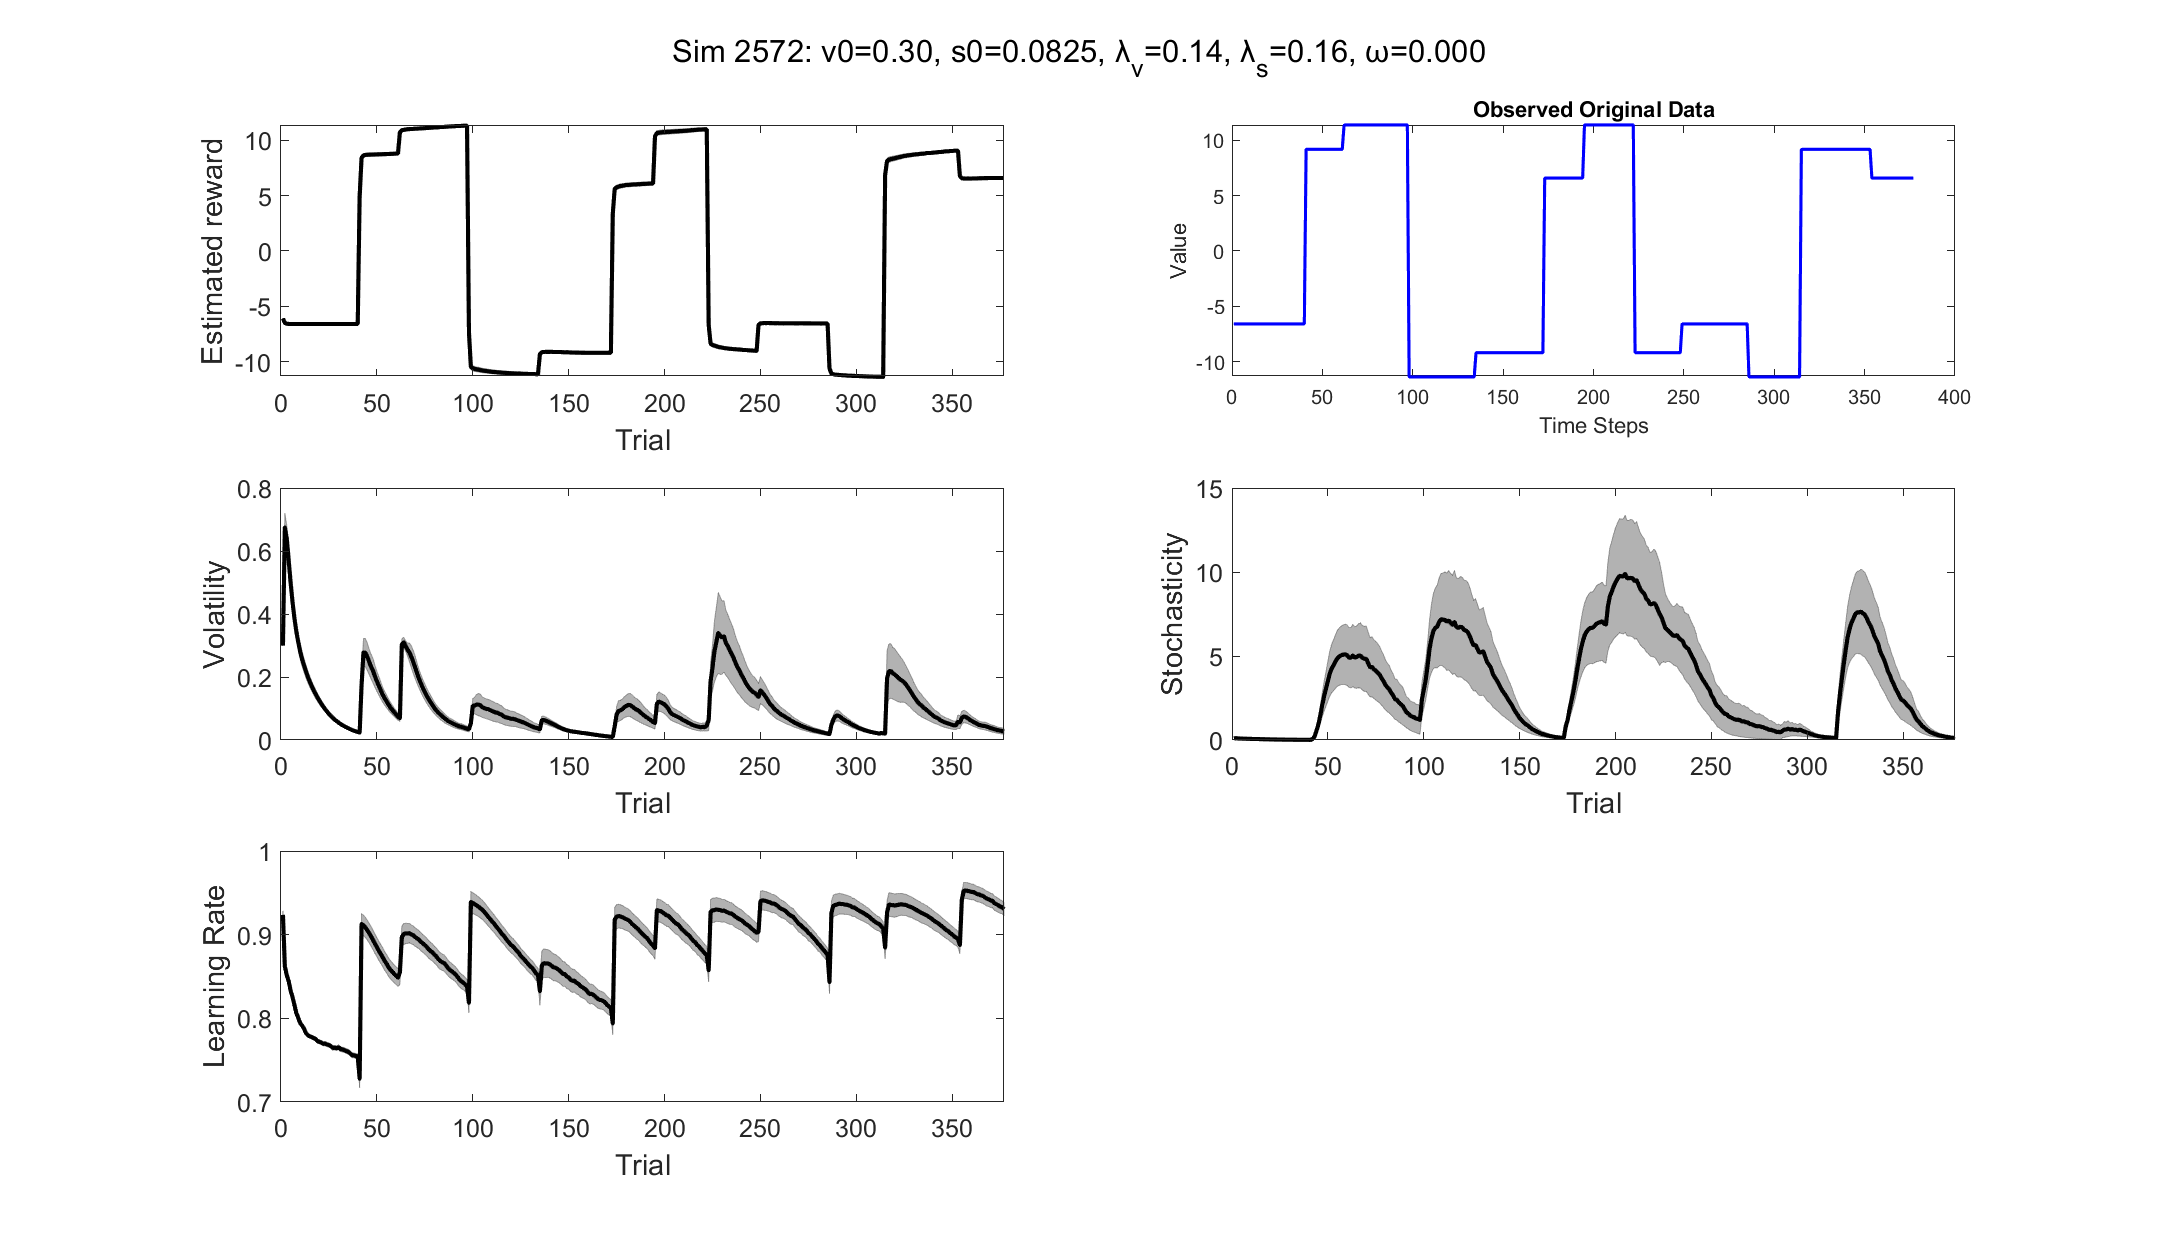 Sim 2572: v0=0.30, s0=0.0825, λ_v=0.14, λ_s=0.16, ω=0.000
Estimated reward
10
5
0
-5
-10
0 50 100 150 200 250 300 350
Trial
Observed Original Data
Value
10
5
0
-5
-10
0 50 100 150 200 250 300 350 400
Time Steps
Volatility
0.8
0.6
0.4
0.2
0
0 50 100 150 200 250 300 350
Trial
Stochasticity
15
10
5
0
0 50 100 150 200 250 300 350
Trial
Learning Rate
1
0.9
0.8
0.7
0 50 100 150 200 250 300 350
Trial